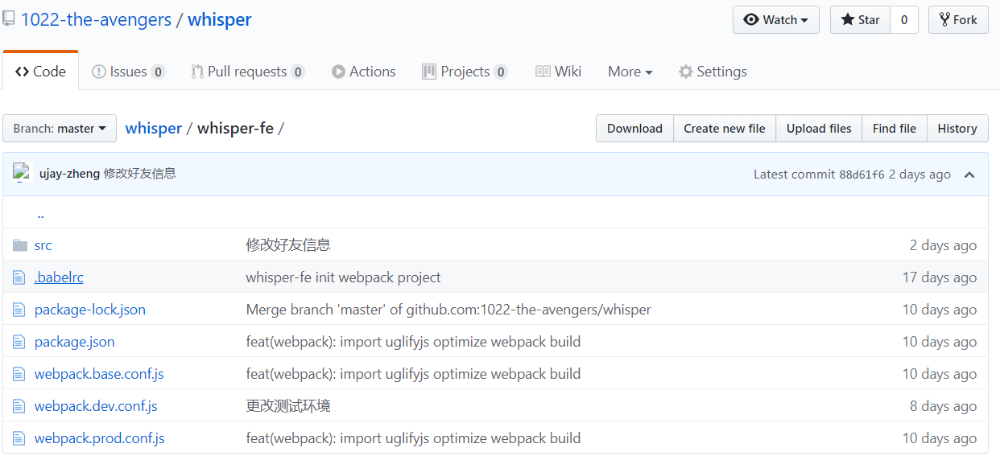 1022-the-avengers / whisper
Watch Star 0 Fork
Code Issues 0 Pull requests 0 Actions Projects 0 Wiki More Settings
Branch: master whisper / whisper-fe / Download Create new file Upload files Find file History
ujay-zheng 修改好友信息 Latest commit 88d61f6 2 days ago
..
src 修改好友信息 2 days ago
.babelrc whisper-fe init webpack project 17 days ago
package-lock.json Merge branch 'master' of github.com:1022-the-avengers/whisper 10 days ago
package.json feat(webpack): import uglifyjs optimize webpack build 10 days ago
webpack.base.conf.js feat(webpack): import uglifyjs optimize webpack build 10 days ago
webpack.dev.conf.js 更改测试环境 8 days ago
webpack.prod.conf.js feat(webpack): import uglifyjs optimize webpack build 10 days ago